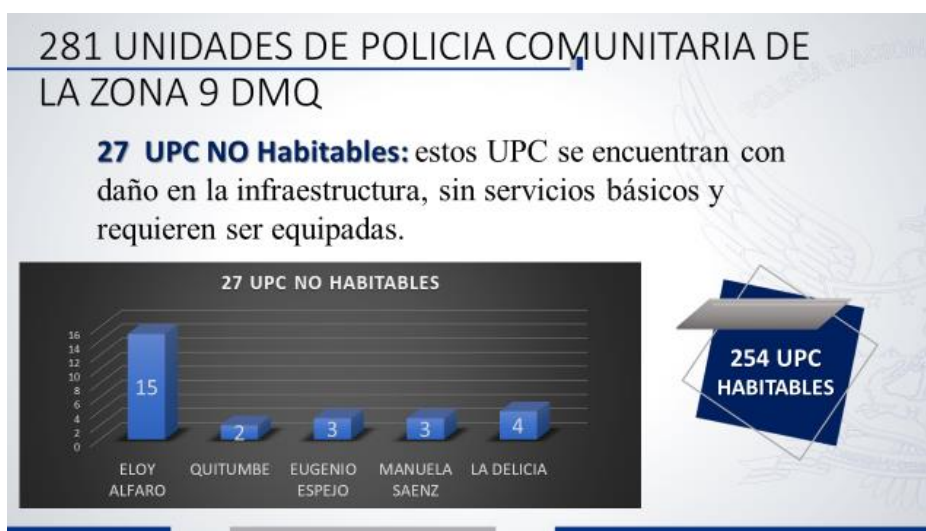 281 UNIDADES DE POLICIA COMUNITARIA DE
LA ZONA 9 DMQ
27 UPC NO Habitables: estos UPC se encuentran con
daño en la infraestructura, sin servicios básicos y
requieren ser equipadas.
27 UPC NO HABITABLES
16
14
12
10
8
6
4
2
0
15
2
3
3
4
ELOY ALFARO
QUITUMBE
EUGENIO ESPEJO
MANUELA SAENZ
LA DELICIA
254 UPC
HABITABLES
POLICIA NACIONAL